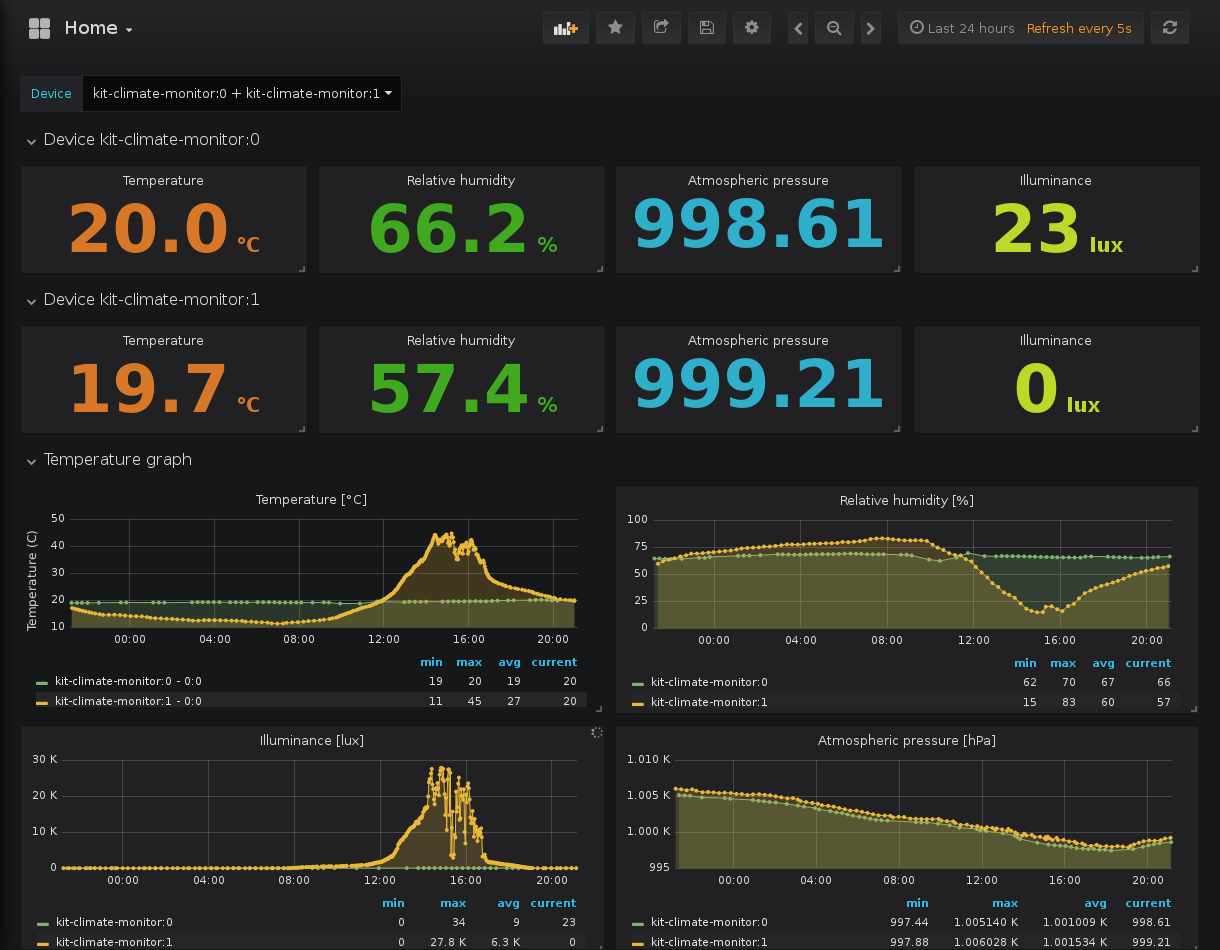 Home
Last 24 hours Refresh every 5s
Device kit-climate-monitor:0 + kit-climate-monitor:1
Device kit-climate-monitor:0
Temperature Relative humidity Atmospheric pressure Illuminance
20.0 °C 66.2 % 998.61 23 lux
Device kit-climate-monitor:1
Temperature Relative humidity Atmospheric pressure Illuminance
19.7 °C 57.4 % 999.21 0 lux
Temperature graph
Temperature [°C]
Temperature (C)
50
40
30
20
10
00:00 04:00 08:00 12:00 16:00 20:00
min max avg current
kit-climate-monitor:0 - 0:0 19 20 19 20
kit-climate-monitor:1 - 0:0 11 45 27 20
Relative humidity [%]
100
75
50
25
0
00:00 04:00 08:00 12:00 16:00 20:00
min max avg current
kit-climate-monitor:0 62 70 67 66
kit-climate-monitor:1 15 83 60 57
Illuminance [lux]
30 K
20 K
10 K
0
00:00 04:00 08:00 12:00 16:00 20:00
min max avg current
kit-climate-monitor:0 0 34 9 23
kit-climate-monitor:1 0 27.8 K 6.3 K 0
Atmospheric pressure [hPa]
1.010 K
1.005 K
1.000 K
995
00:00 04:00 08:00 12:00 16:00 20:00
min max avg current
kit-climate-monitor:0 997.44 1.005140 K 1.001009 K 998.61
kit-climate-monitor:1 997.88 1.006028 K 1.001534 K 999.21